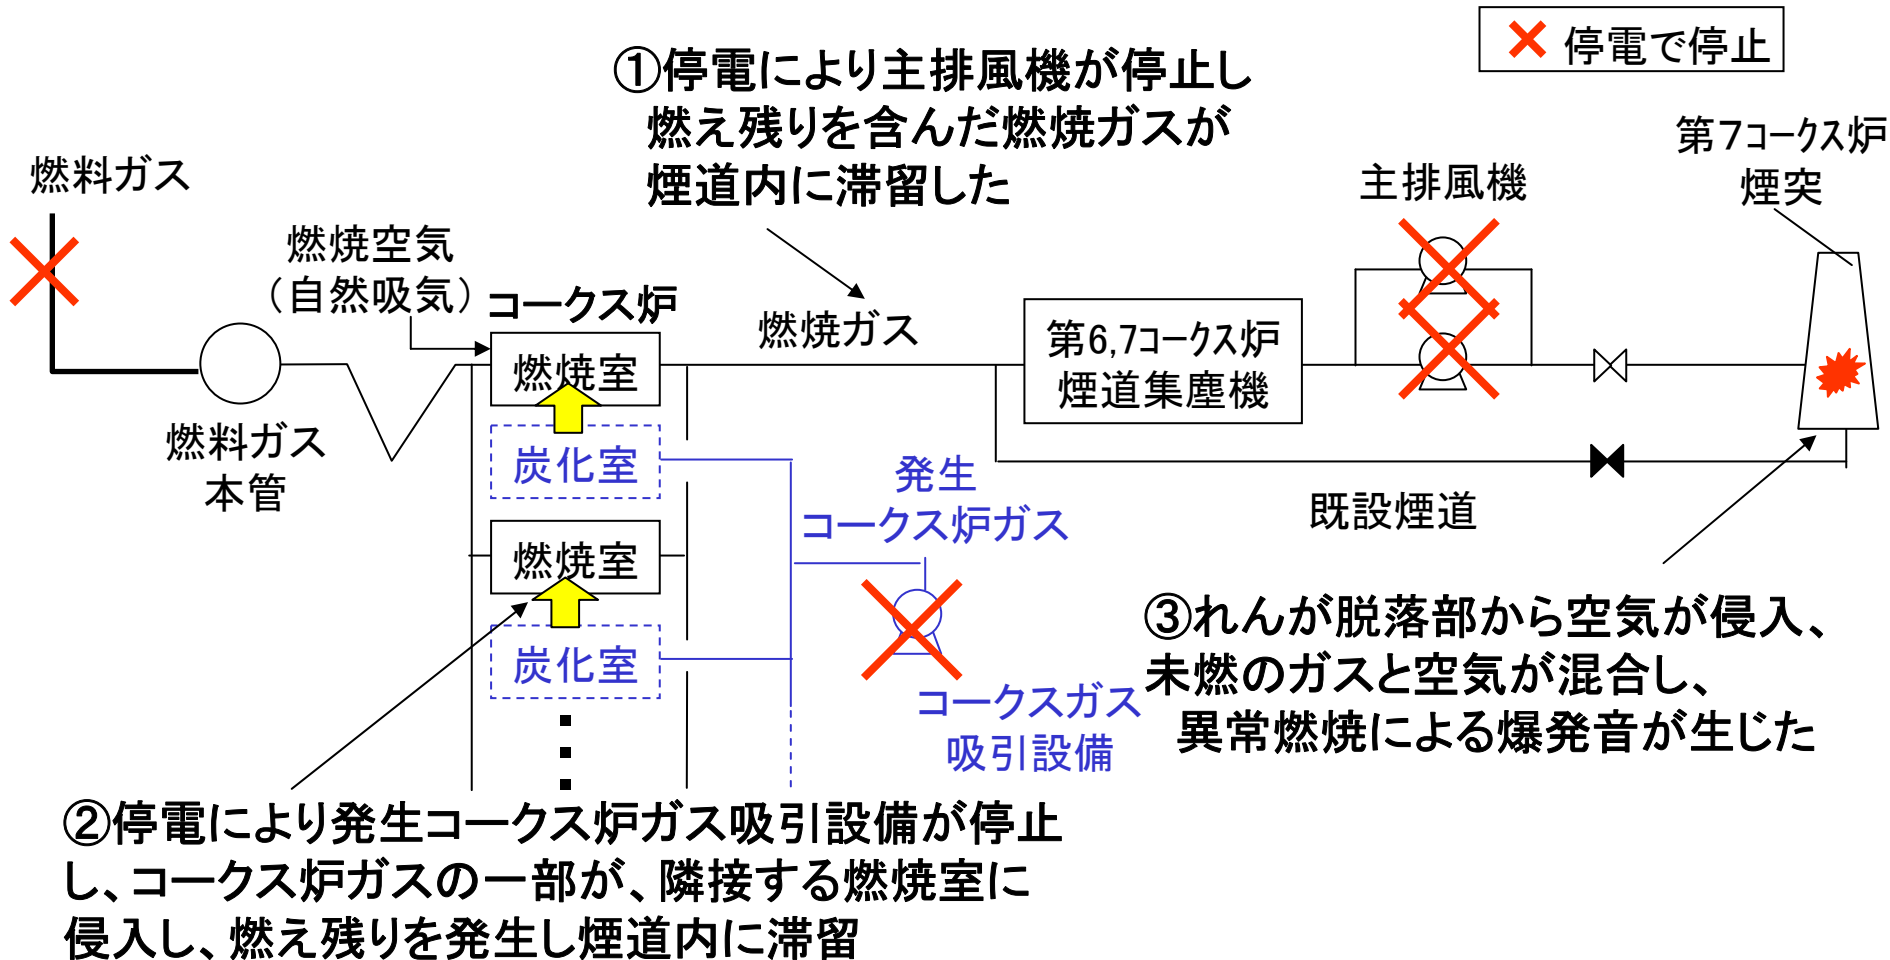 停電で停止
①停電により主排風機が停止し
燃え残りを含んだ燃焼ガスが
煙道内に滞留した
第7コークス炉
煙突
燃料ガス
主排風機
燃焼空気
（自然吸気）
コークス炉
燃焼ガス
第6,7コークス炉
煙道集塵機
燃焼室
燃料ガス
本管
炭化室
発生
コークス炉ガス
既設煙道
燃焼室
炭化室
コークスガス
吸引設備
③れんが脱落部から空気が侵入、
未燃のガスと空気が混合し、
異常燃焼による爆発音が生じた
②停電により発生コークス炉ガス吸引設備が停止
し、コークス炉ガスの一部が、隣接する燃焼室に
侵入し、燃え残りを発生し煙道内に滞留